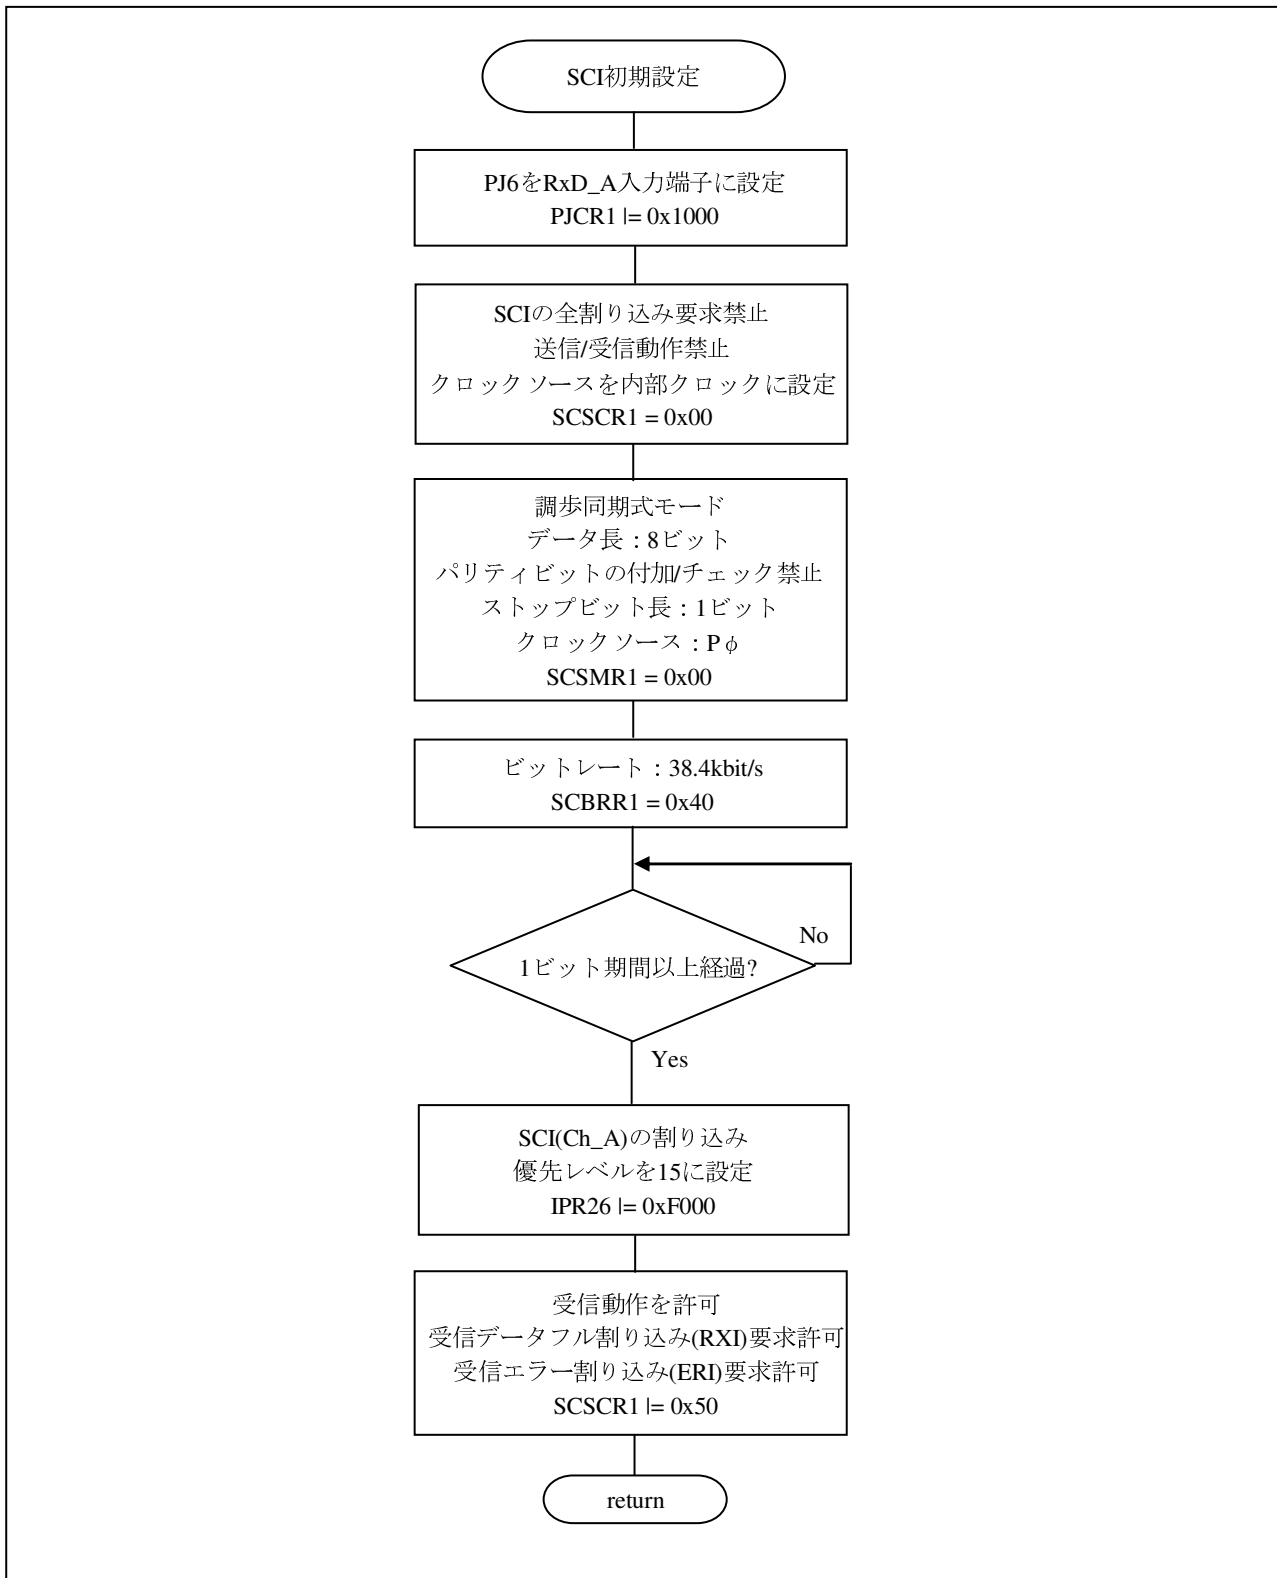 SCI初期設定
PJ6をRxD_A入力端子に設定
PJCR1 |= 0x1000
SCIの全割り込み要求禁止
送信/受信動作禁止
クロックソースを内部クロックに設定
SCSCR1 = 0x00
調歩同期式モード
データ長：8ビット
パリティビットの付加/チェック禁止
ストップビット長：1ビット
クロックソース：Pφ
SCSMR1 = 0x00
ビットレート：38.4kbit/s
SCBRR1 = 0x40
No
1ビット期間以上経過?
Yes
SCI(Ch_A)の割り込み
優先レベルを15に設定
IPR26 |= 0xF000
受信動作を許可
受信データフル割り込み(RXI)要求許可
受信エラー割り込み(ERI)要求許可
SCSCR1 |= 0x50
return